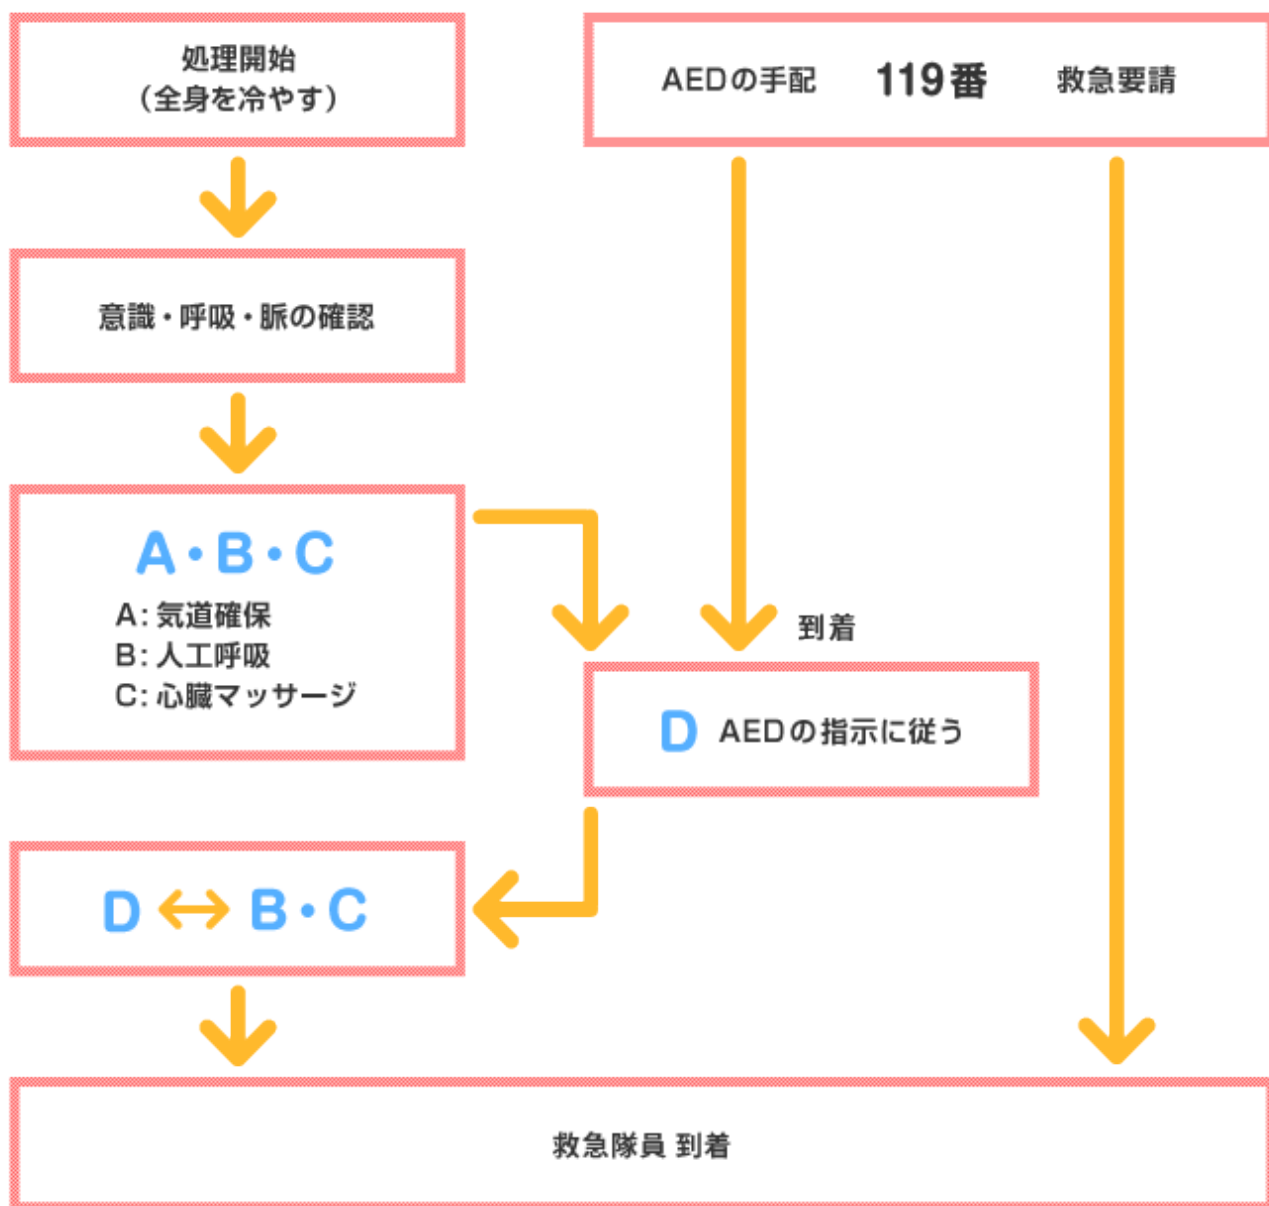 処理開始
（全身を冷やす）
AEDの手配 119番 救急要請
意識・呼吸・脈の確認
A・B・C
A：気道確保
B：人工呼吸
C：心臓マッサージ
到着
D AEDの指示に従う
D ↔ B・C
救急隊員 到着